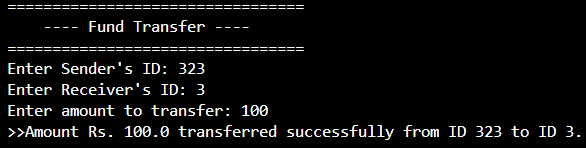 =================================
---- Fund Transfer ----
=================================
Enter Sender's ID: 323
Enter Receiver's ID: 3
Enter amount to transfer: 100
>>Amount Rs. 100.0 transferred successfully from ID 323 to ID 3.